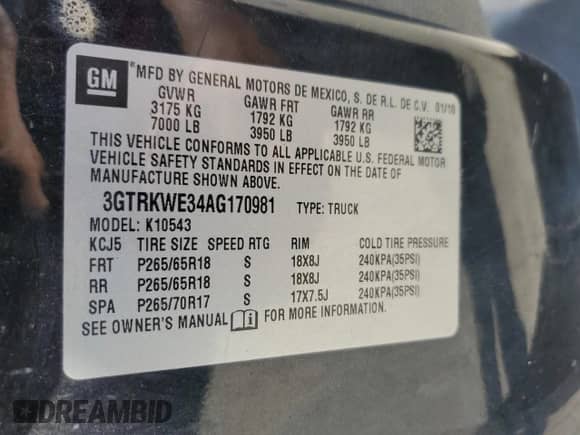 GM
MFD BY GENERAL MOTORS DE MEXICO, S. DE R.L. DE C.V. 01/10
GVWR GAWR FRT GAWR RR
3175 KG 1792 KG 1792 KG
7000 LB 3950 LB 3950 LB
THIS VEHICLE CONFORMS TO ALL APPLICABLE U.S. FEDERAL MOTOR
VEHICLE SAFETY STANDARDS IN EFFECT ON THE DATE OF
MANUFACTURE SHOWN ABOVE.
3GTRKWE34AG170981 TYPE: TRUCK
MODEL: K10543
KCJ5 TIRE SIZE SPEED RTG RIM COLD TIRE PRESSURE
FRT P265/65R18 S 18X8J 240KPA(35PSI)
RR P265/65R18 S 18X8J 240KPA(35PSI)
SPA P265/70R17 S 17X7.5J 240KPA(35PSI)
SEE OWNER'S MANUAL FOR MORE INFORMATION.
DREAMBID